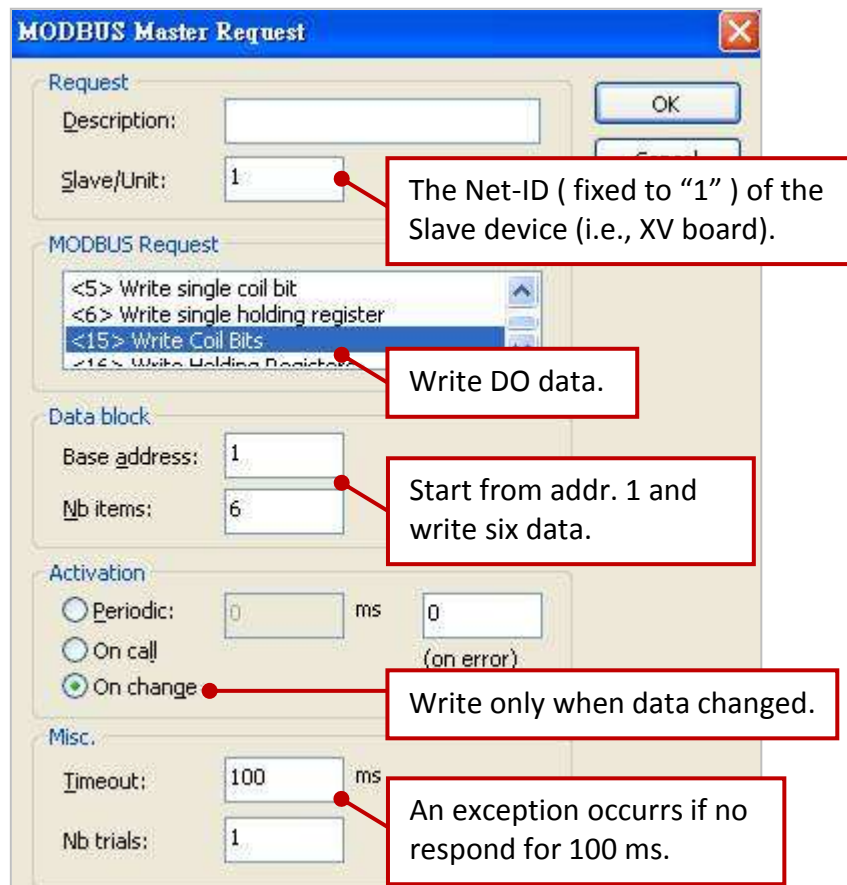 MODBUS Master Request
Request
OK
Description:
Slave/Unit:
1
The Net-ID ( fixed to “1” ) of the
Slave device (i.e., XV board).
MODBUS Request
<5> Write single coil bit
<6> Write single holding register
<15> Write Coil Bits
Write DO data.
Data block
Base address:
1
Nb items:
6
Start from addr. 1 and
write six data.
Activation
Periodic:
0
ms
0
On call
(on error)
On change
Write only when data changed.
Misc.
Timeout:
100
ms
An exception occurrs if no
respond for 100 ms.
Nb trials:
1